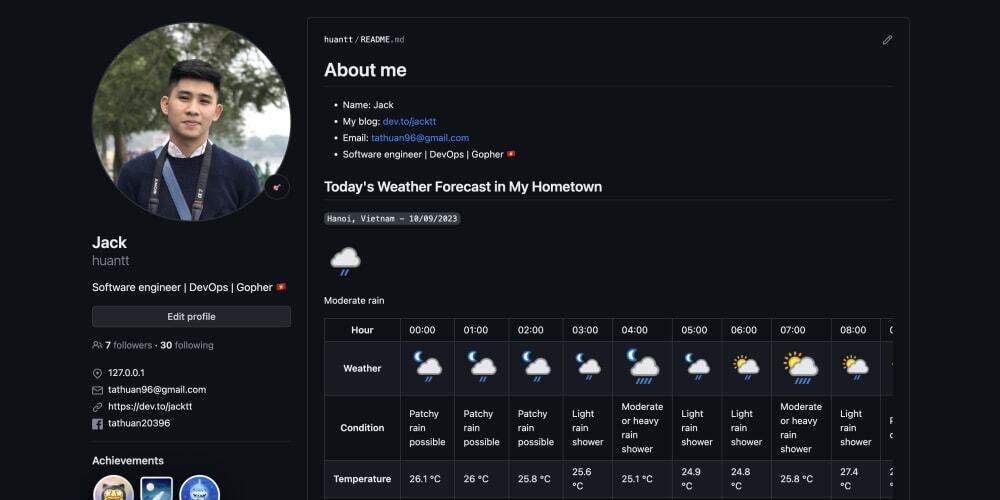 Jack
huantt
Software engineer | DevOps | Gopher 🇻🇳
Edit profile
7 followers · 30 following
127.0.0.1
tathuan96@gmail.com
https://dev.to/jacktt
tathuan20396
Achievements
huantt / README.md
About me
• Name: Jack
• My blog: dev.to/jacktt
• Email: tathuan96@gmail.com
• Software engineer | DevOps | Gopher 🇻🇳
Today's Weather Forecast in My Hometown
Hanoi, Vietnam - 10/09/2023
Moderate rain
Hour 00:00 01:00 02:00 03:00 04:00 05:00 06:00 07:00 08:00
Weather
Condition Patchy rain possible Patchy rain possible Patchy rain possible Light rain shower Moderate or heavy rain shower Light rain shower Light rain shower Moderate or heavy rain shower Light rain shower
Temperature 26.1 °C 26 °C 25.8 °C 25.6 °C 25.1 °C 24.9 °C 24.8 °C 25.8 °C 27.4 °C